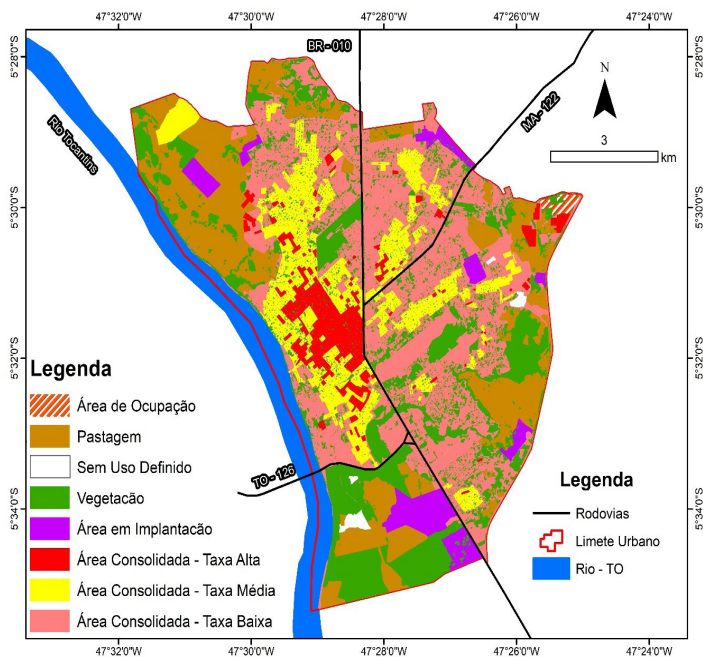 47°32'0"O 47°30'0"O 47°28'0"O 47°26'0"O 47°24'0"O
5°28'0"S
5°30'0"S
5°32'0"S
5°34'0"S
BR - 010
MA - 122
Rio Tocantins
TO - 126
N
3
km
5°28'0"S
5°30'0"S
5°32'0"S
5°34'0"S
Legenda
Área de Ocupação
Pastagem
Sem Uso Definido
Vegetacão
Área em Implantacão
Área Consolidada - Taxa Alta
Área Consolidada - Taxa Média
Área Consolidada - Taxa Baixa
Legenda
Rodovias
Limete Urbano
Rio - TO
47°32'0"O 47°30'0"O 47°28'0"O 47°26'0"O 47°24'0"O